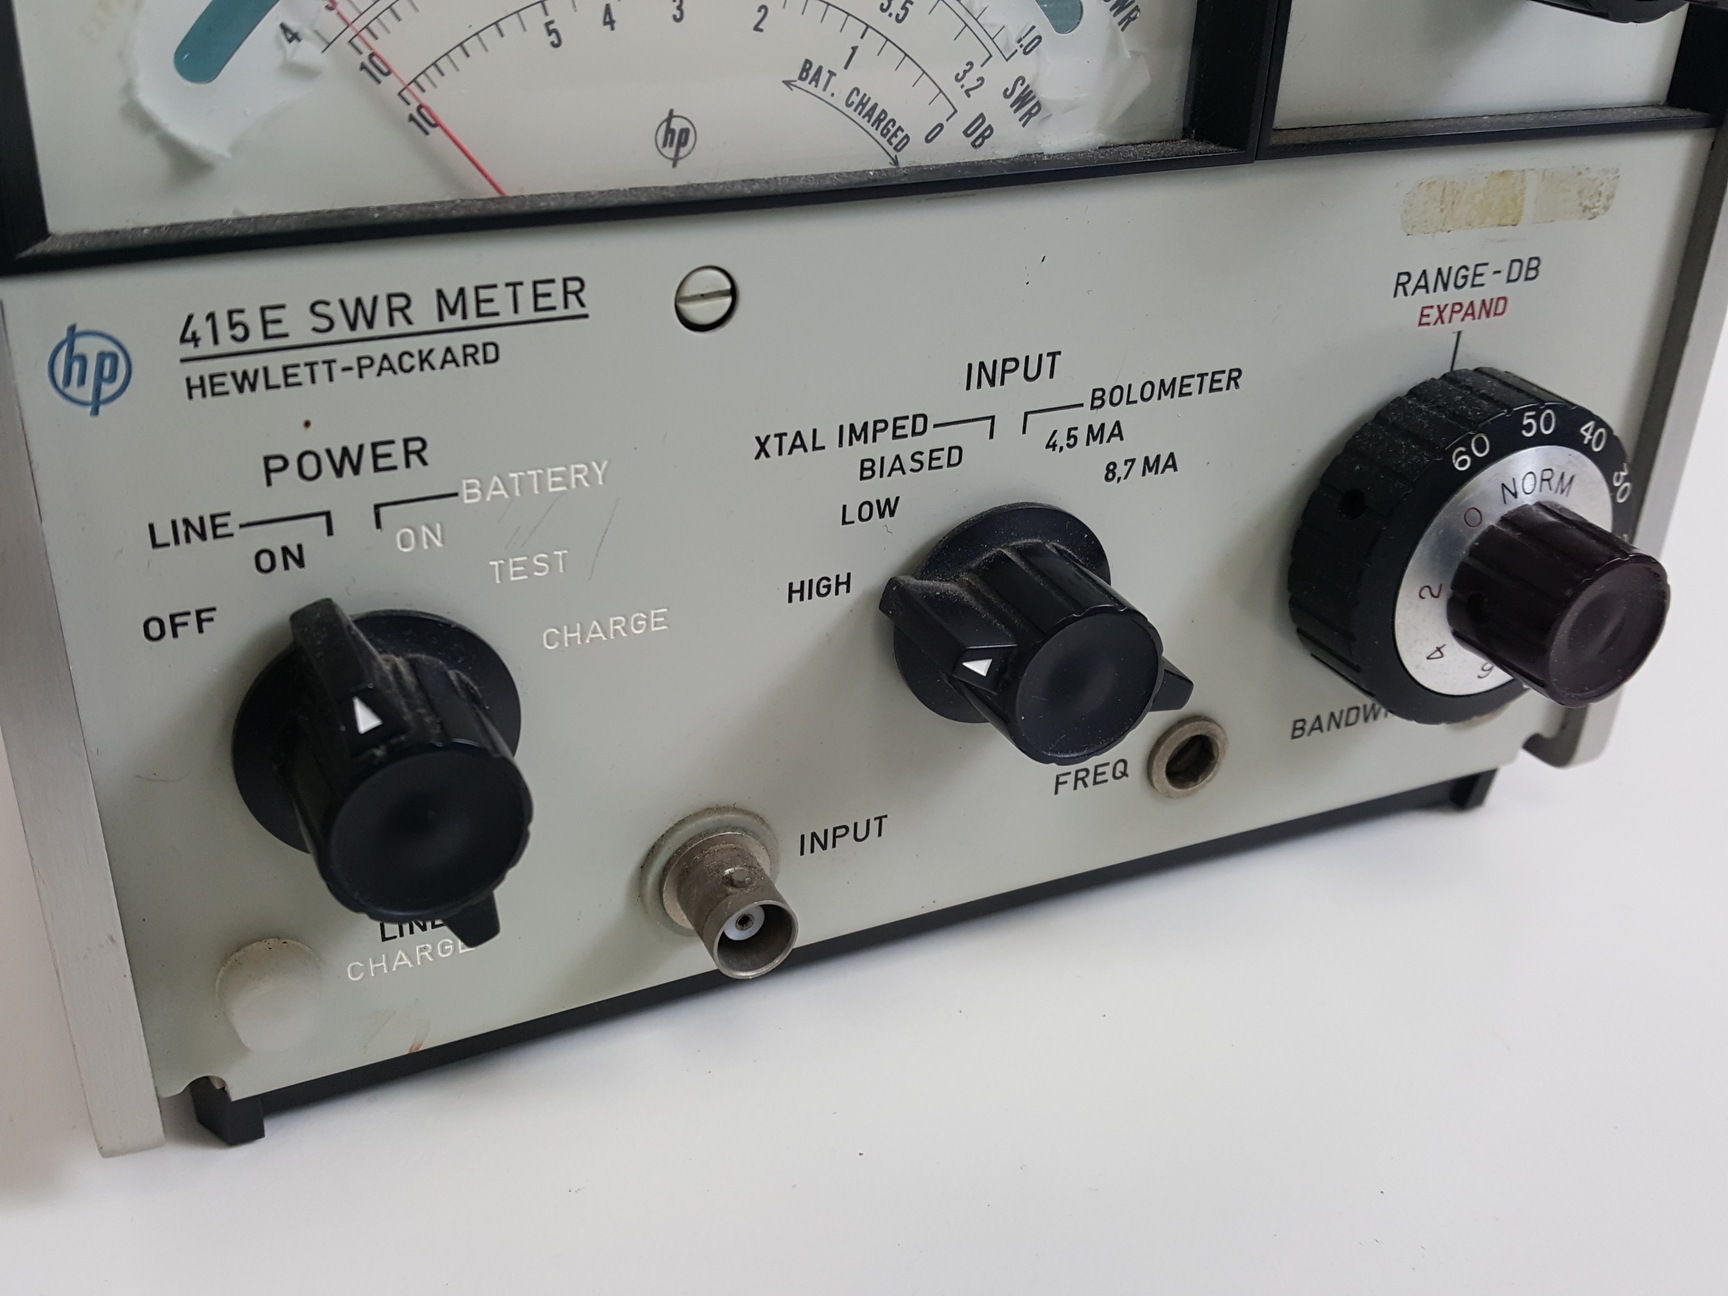 4 5 4 3 2 3.5 1.0 SWR
10 1 3.2 SWR
10 BAT. CHARGED 0 DB
hp
hp 415E SWR METER
HEWLETT-PACKARD
RANGE-DB
EXPAND
POWER
LINE BATTERY
ON ON
TEST
OFF CHARGE
INPUT
XTAL IMPED BOLOMETER
BIASED 4,5 MA
LOW 8,7 MA
HIGH
60 50 40 30
NORM
0
2
4
6
FREQ
INPUT
LINE
CHARGE